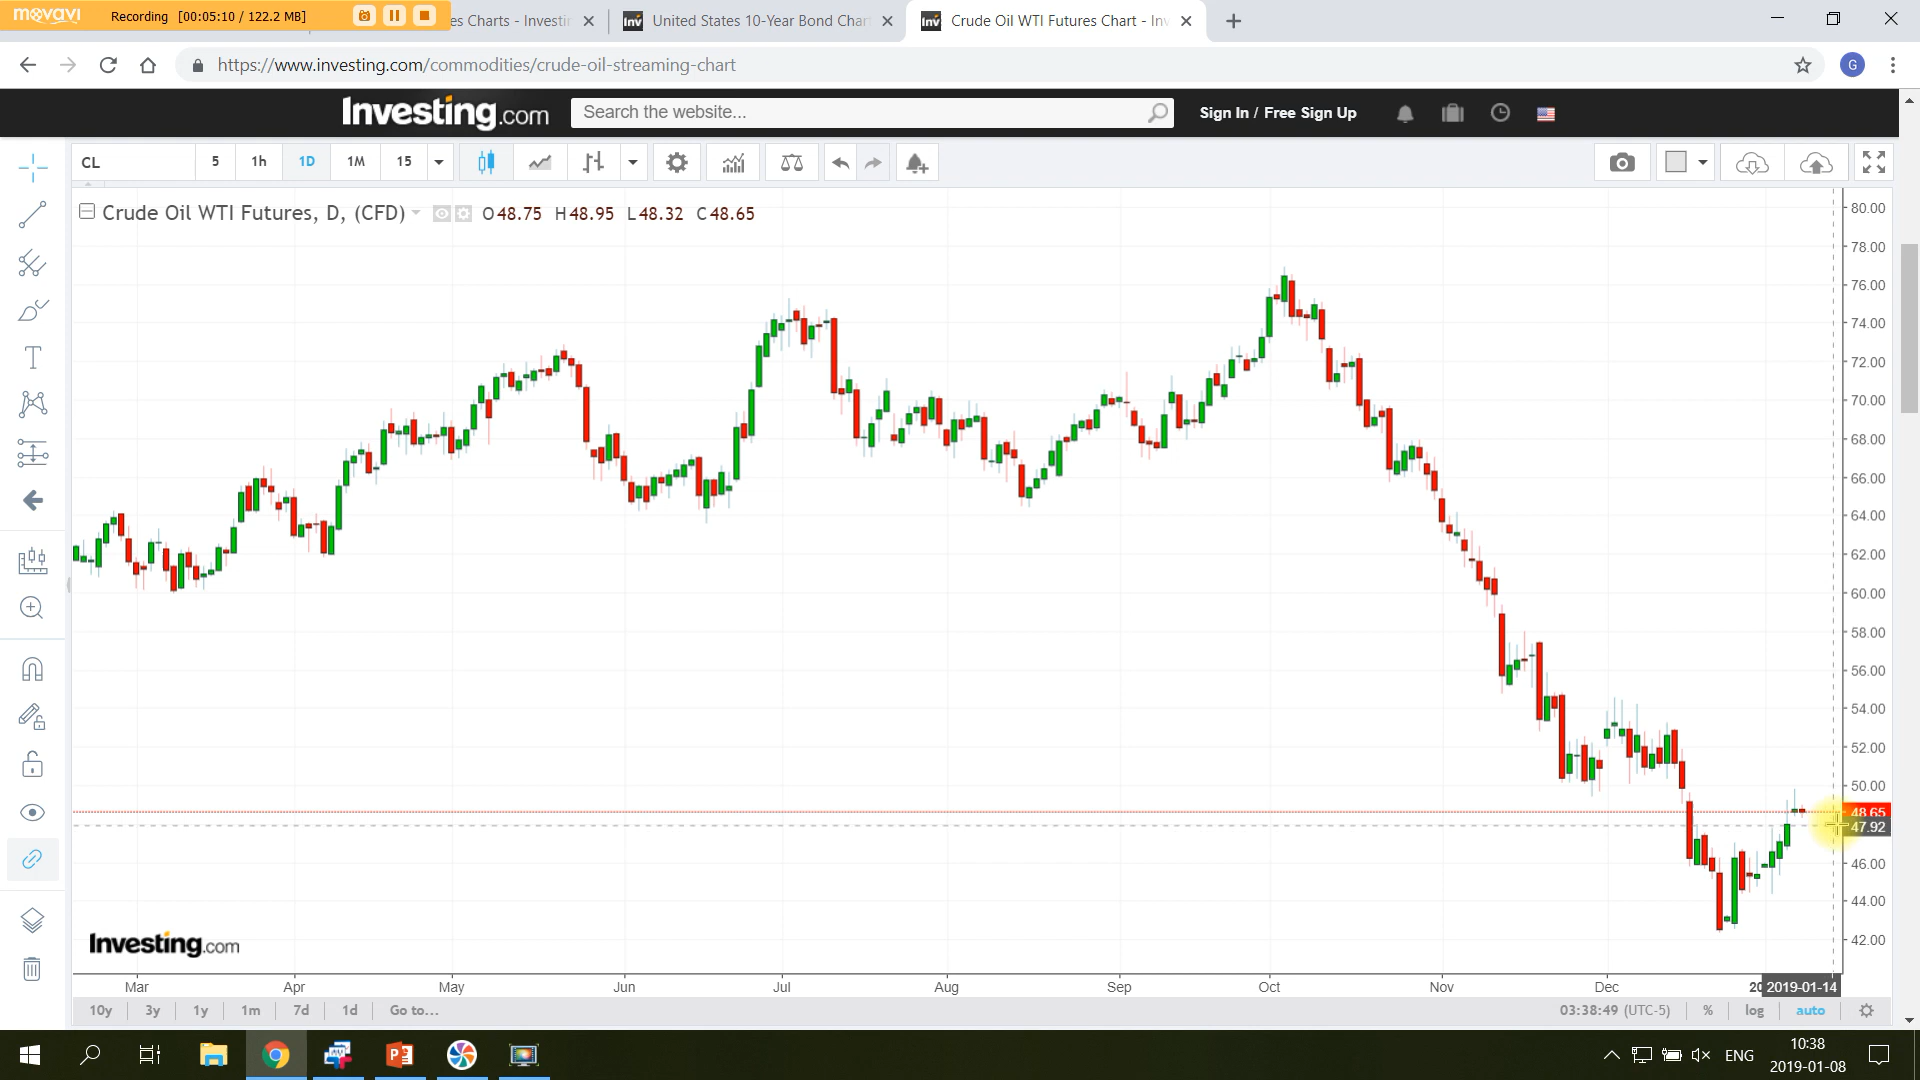 movavi Recording [00:05:10 / 122.2 MB]
es Charts - Investin
United States 10-Year Bond Char
Crude Oil WTI Futures Chart - Inv
https://www.investing.com/commodities/crude-oil-streaming-chart
G
Investing.com
Search the website...
Sign In / Free Sign Up
CL 5 1h 1D 1M 15
Crude Oil WTI Futures, D, (CFD) O48.75 H48.95 L48.32 C48.65
80.00
78.00
76.00
74.00
72.00
70.00
68.00
66.00
64.00
62.00
60.00
58.00
56.00
54.00
52.00
50.00
48.65
47.92
46.00
44.00
42.00
Investing.com
Mar Apr May Jun Jul Aug Sep Oct Nov Dec 2019-01-14
10y 3y 1y 1m 7d 1d Go to... 03:38:49 (UTC-5) % log auto
ENG
10:38
2019-01-08